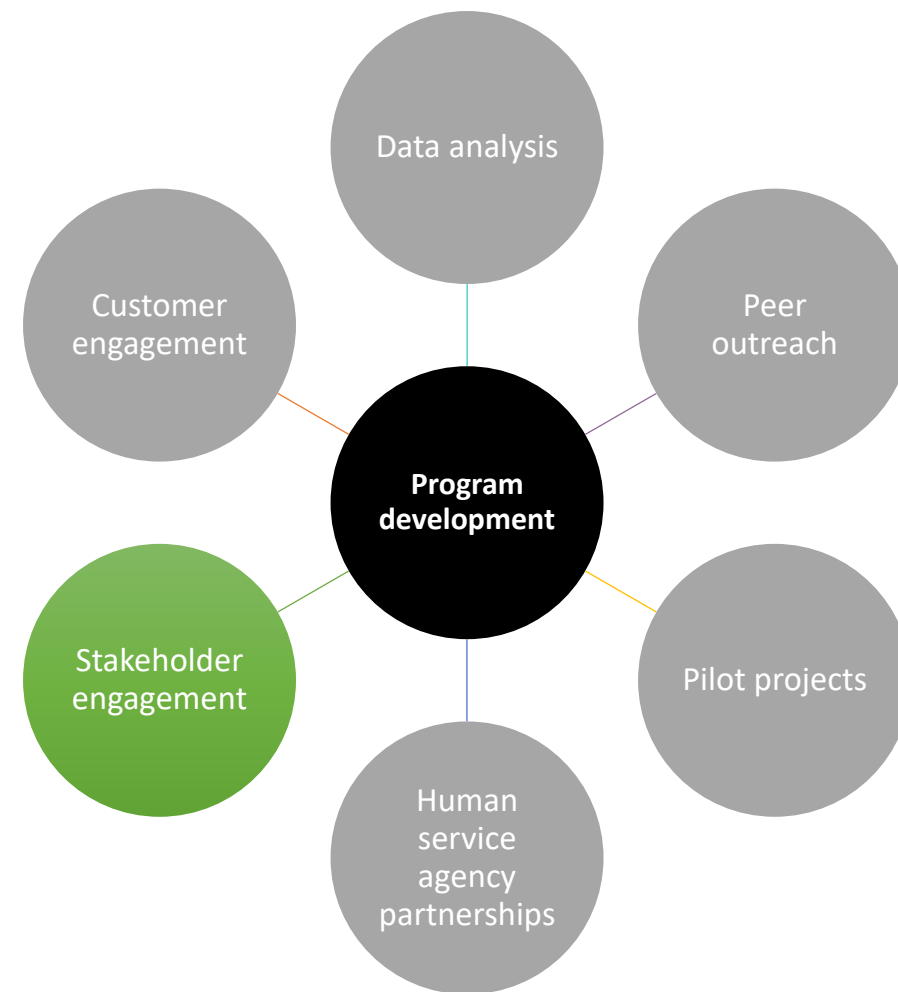 Data analysis
Customer
engagement
Peer
outreach
Program
development
Stakeholder
engagement
Pilot projects
Human
service
agency
partnerships